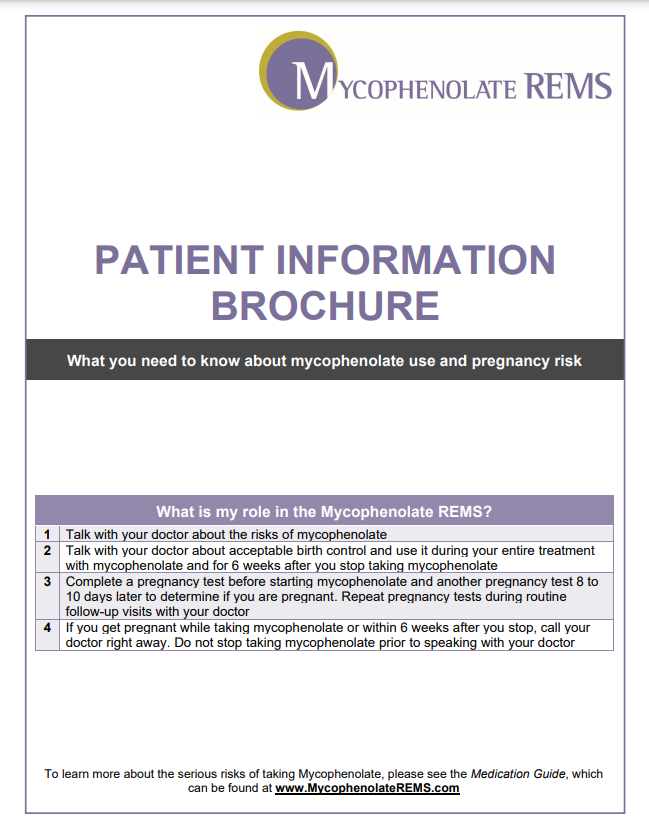 MYCOPHENOLATE REMS
PATIENT INFORMATION
BROCHURE
What you need to know about mycophenolate use and pregnancy risk
What is my role in the Mycophenolate REMS?
1 Talk with your doctor about the risks of mycophenolate
2 Talk with your doctor about acceptable birth control and use it during your entire treatment
with mycophenolate and for 6 weeks after you stop taking mycophenolate
3 Complete a pregnancy test before starting mycophenolate and another pregnancy test 8 to
10 days later to determine if you are pregnant. Repeat pregnancy tests during routine
follow-up visits with your doctor
4 If you get pregnant while taking mycophenolate or within 6 weeks after you stop, call your
doctor right away. Do not stop taking mycophenolate prior to speaking with your doctor
To learn more about the serious risks of taking Mycophenolate, please see the Medication Guide, which
can be found at www.MycophenolateREMS.com